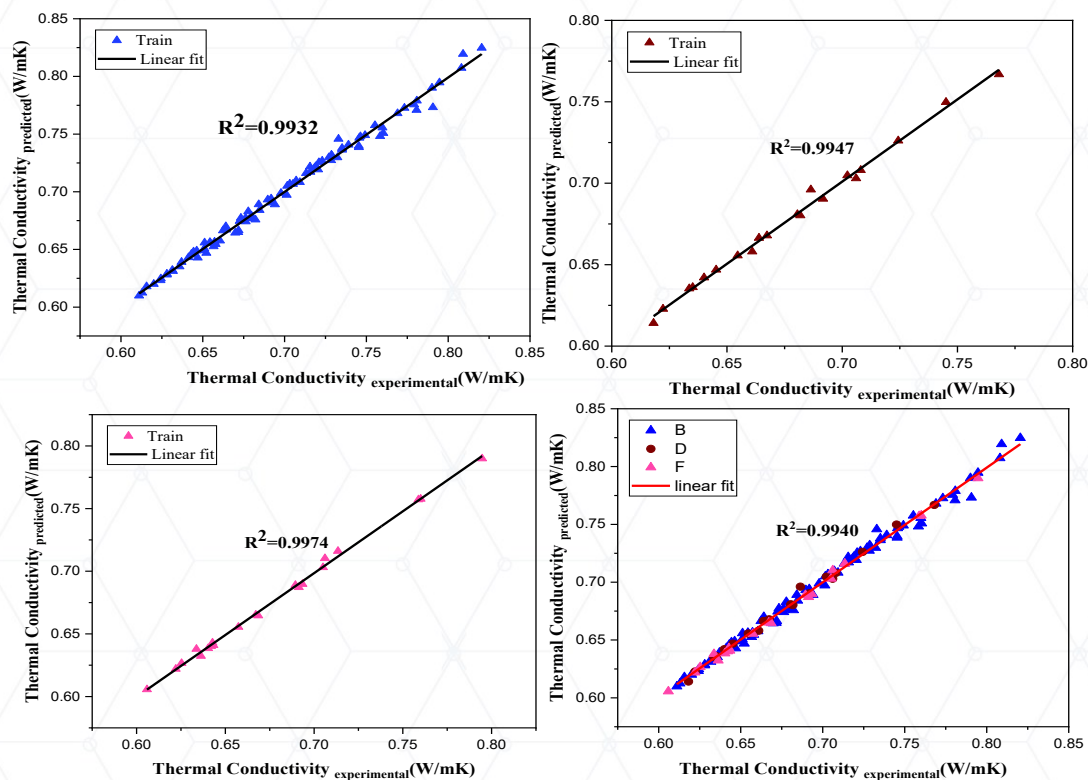 Thermal Conductivity predicted(W/mK)
0.85
0.80
0.75
0.70
0.65
0.60
Train
Linear fit
R²=0.9932
0.60 0.65 0.70 0.75 0.80 0.85
Thermal Conductivity experimental(W/mK)
Thermal Conductivity predicted(W/mK)
0.80
0.75
0.70
0.65
0.60
Train
Linear fit
R²=0.9947
0.60 0.65 0.70 0.75 0.80
Thermal Conductivity experimental(W/mK)
Thermal Conductivity predicted(W/mK)
0.80
0.75
0.70
0.65
0.60
Train
Linear fit
R²=0.9974
0.60 0.65 0.70 0.75 0.80
Thermal Conductivity experimental(W/mK)
Thermal Conductivity predicted(W/mK)
0.85
0.80
0.75
0.70
0.65
0.60
B
D
F
linear fit
R²=0.9940
0.60 0.65 0.70 0.75 0.80 0.85
Thermal Conductivity experimental(W/mK)